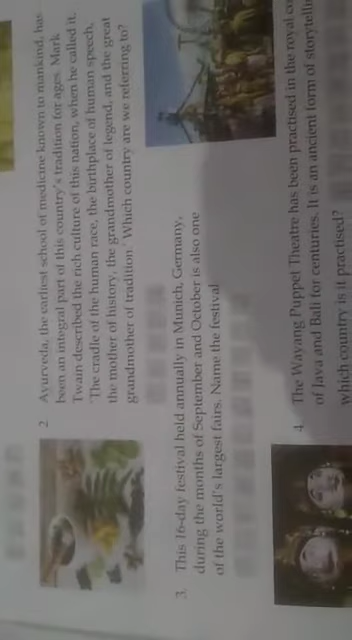 2 Ayurveda, the earliest school of medicine known to mankind, has
been an integral part of this country's tradition for ages. Mark
Twain described the rich culture of this nation, when he called it,
'The cradle of the human race, the birthplace of human speech,
the mother of history, the grandmother of legend, and the great
grandmother of tradition.' Which country are we referring to?
3. This 16-day festival held annually in Munich, Germany,
during the months of September and October is also one
of the world's largest fairs. Name the festival
4 The Wayang Puppet Theatre has been practised in the royal
of Java and Bali for centuries. It is an ancient form of
which country is it practised?